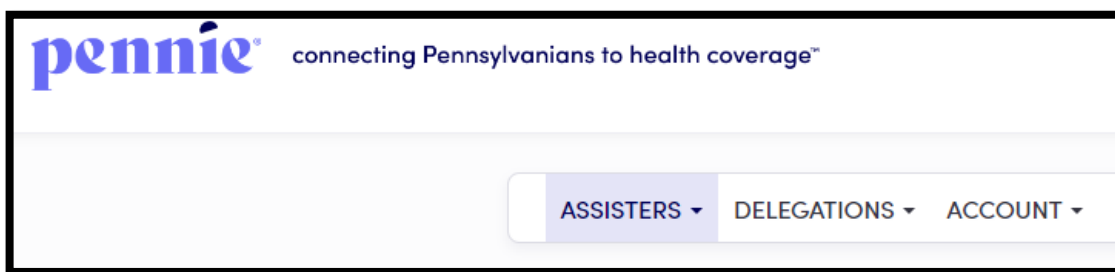 pennie® connecting Pennsylvanians to health coverage™
ASSISTERS DELEGATIONS ACCOUNT